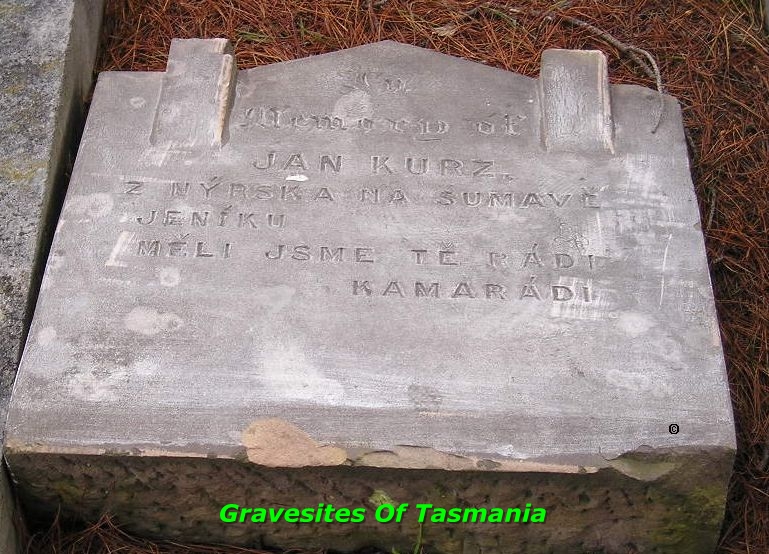 In
Memory of
JAN KURZ.
Z NÝRSKA NA ŠUMAVĚ
JENÍKU
MĚLI JSME TĚ RÁDI
KAMARÁDI
©
Gravesites Of Tasmania